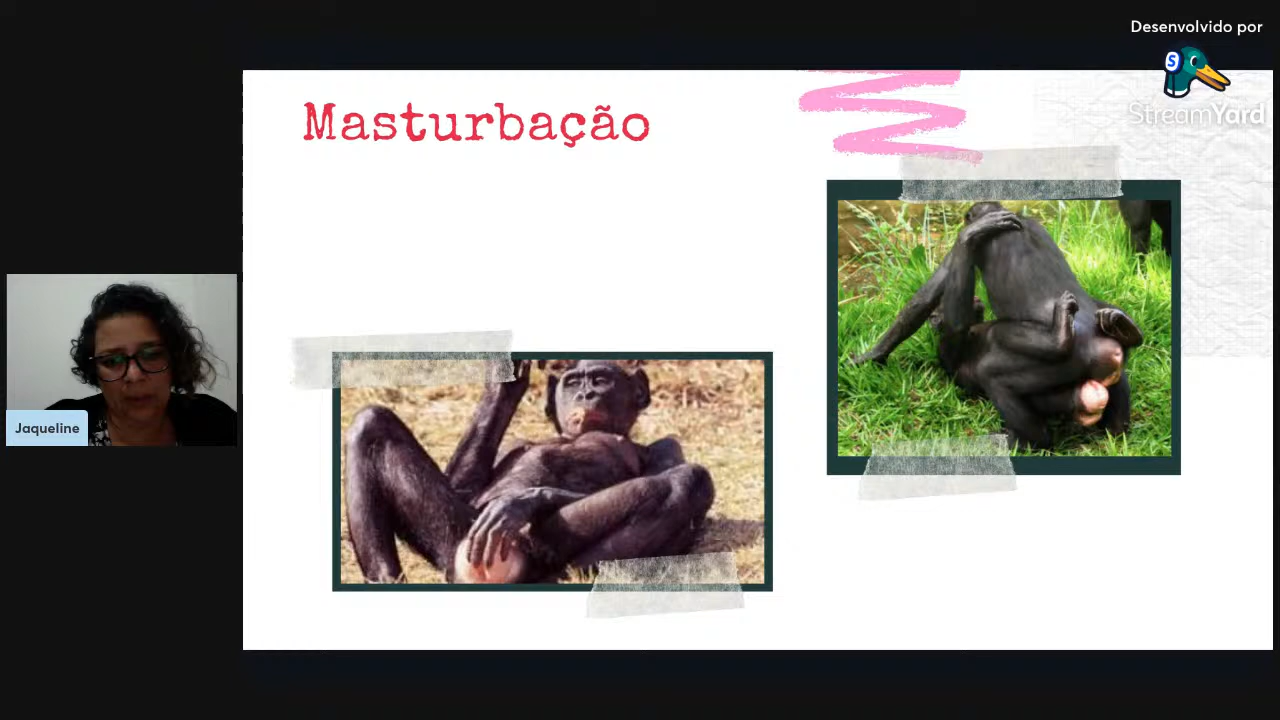 Desenvolvido por
S
StreamYard
Masturbação
Jaqueline